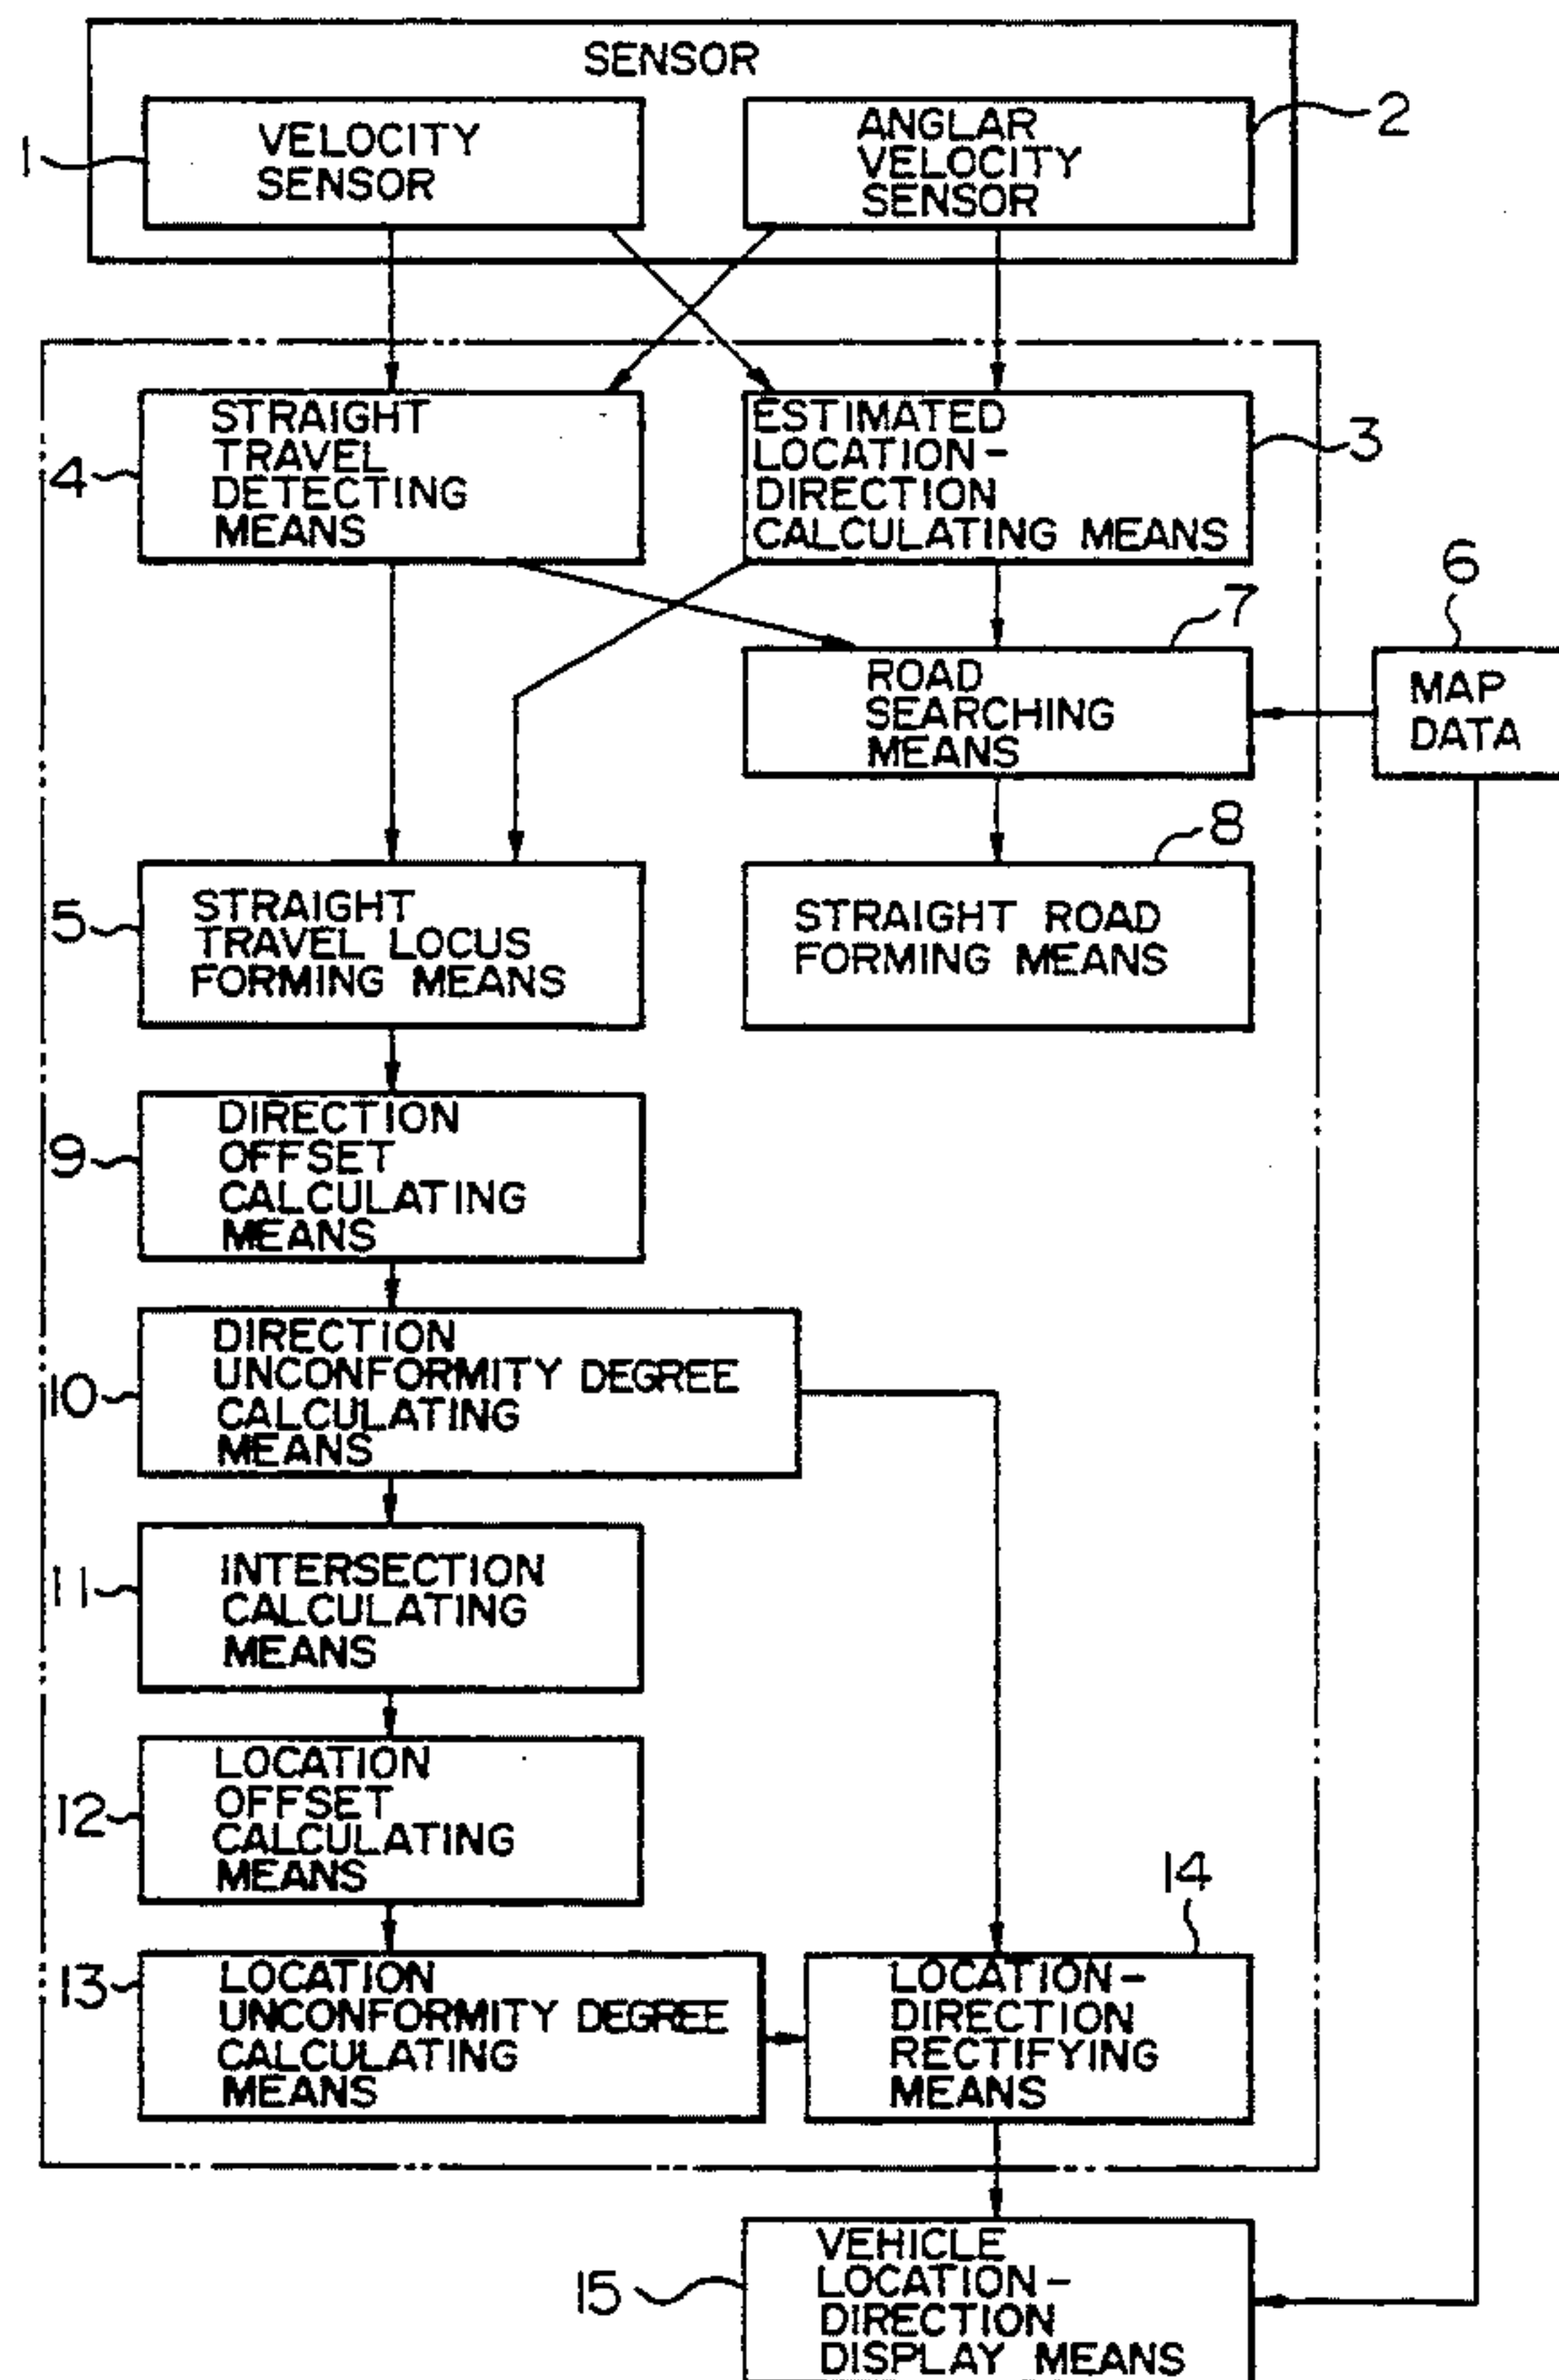 SENSOR
1
VELOCITY
SENSOR
ANGLAR
VELOCITY
SENSOR
2
4
STRAIGHT
TRAVEL
DETECTING
MEANS
ESTIMATED
LOCATION-
DIRECTION
CALCULATING MEANS
3
7
ROAD
SEARCHING
MEANS
6
MAP
DATA
5
STRAIGHT
TRAVEL LOCUS
FORMING MEANS
8
STRAIGHT ROAD
FORMING MEANS
9
DIRECTION
OFFSET
CALCULATING
MEANS
10
DIRECTION
UNCONFORMITY DEGREE
CALCULATING
MEANS
11
INTERSECTION
CALCULATING
MEANS
12
LOCATION
OFFSET
CALCULATING
MEANS
13
LOCATION
UNCONFORMITY DEGREE
CALCULATING
MEANS
14
LOCATION-
DIRECTION
RECTIFYING
MEANS
15
VEHICLE
LOCATION-
DIRECTION
DISPLAY MEANS